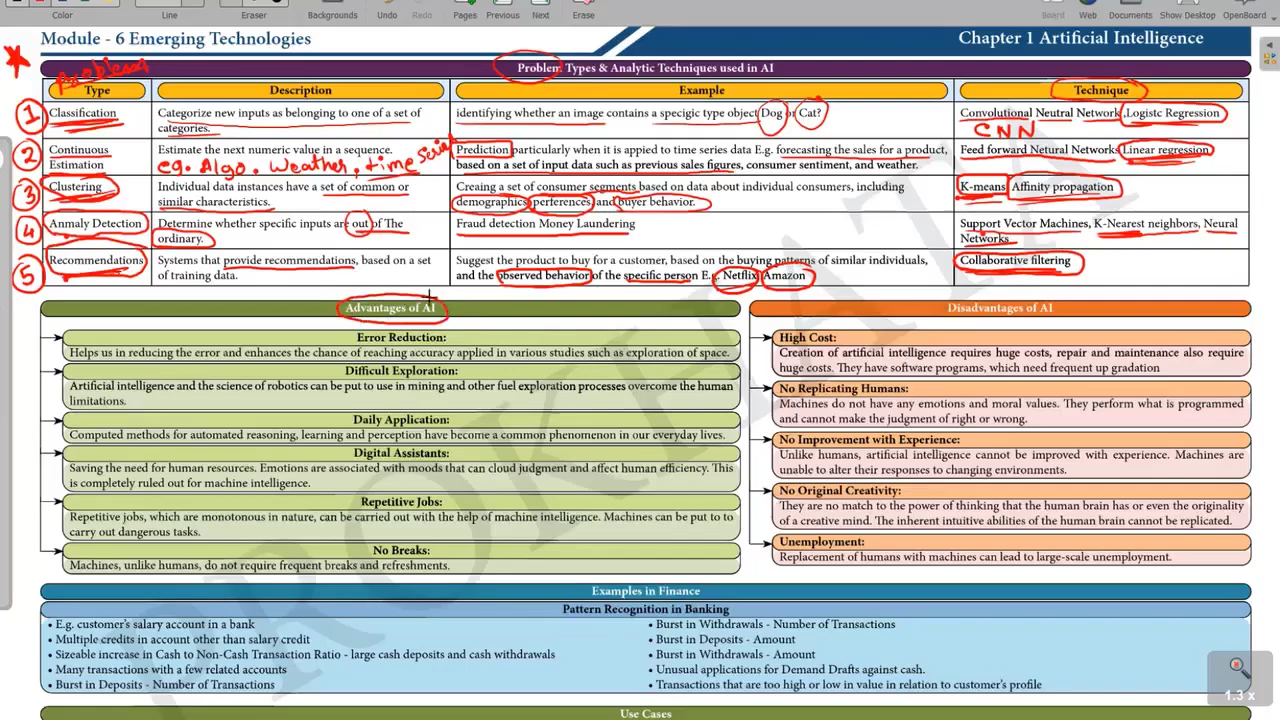 Color
Line
Eraser
Backgrounds
Undo
Redo
Pages
Previous
Next
Erase
Board
Web
Documents
Show Desktop
OpenBoard
Module - 6 Emerging Technologies
Chapter 1 Artificial Intelligence
Problem Types & Analytic Techniques used in AI
Problem
Type
Description
Example
Technique
1
Classification
Categorize new inputs as belonging to one of a set of
categories.
identifying whether an image contains a specigic type object Dog or Cat?
Convolutional Neutral Network ,Logistc Regression
CNN
2
Continuous
Estimation
Estimate the next numeric value in a sequence.
eg. Algo. Weather, time series
Prediction particularly when it is appied to time series data E.g. forecasting the sales for a product,
based on a set of input data such as previous sales figures, consumer sentiment, and weather.
Feed forward Netural Networks Linear regression
3
Clustering
Individual data instances have a set of common or
similar characteristics.
Creaing a set of consumer segments based on data about individual consumers, including
demographics perferences, and buyer behavior.
K-means Affinity propagation
4
Annmaly Detection
Determine whether specific inputs are out of The
ordinary.
Fraud detection Money Laundering
Support Vector Machines, K-Nearest neighbors, Neural
Networks
5
Recommendations
Systems that provide recommendations, based on a set
of training data.
Suggest the product to buy for a customer, based on the buying patterns of similar individuals,
and the observed behavior of the specific person E.g. Netflix, Amazon
Collaborative filtering
Advantages of AI
Error Reduction:
Helps us in reducing the error and enhances the chance of reaching accuracy applied in various studies such as exploration of space.
Difficult Exploration:
Artificial intelligence and the science of robotics can be put to use in mining and other fuel exploration processes overcome the human
limitations.
Daily Application:
Computed methods for automated reasoning, learning and perception have become a common phenomenon in our everyday lives.
Digital Assistants:
Saving the need for human resources. Emotions are associated with moods that can cloud judgment and affect human efficiency. This
is completely ruled out for machine intelligence.
Repetitive Jobs:
Repetitive jobs, which are monotonous in nature, can be carried out with the help of machine intelligence. Machines can be put to to
carry out dangerous tasks.
No Breaks:
Machines, unlike humans, do not require frequent breaks and refreshments.
Disadvantages of AI
High Cost:
Creation of artificial intelligence requires huge costs, repair and maintenance also require
huge costs. They have software programs, which need frequent up gradation
No Replicating Humans:
Machines do not have any emotions and moral values. They perform what is programmed
and cannot make the judgment of right or wrong.
No Improvement with Experience:
Unlike humans, artificial intelligence cannot be improved with experience. Machines are
unable to alter their responses to changing environments.
No Original Creativity:
They are no match to the power of thinking that the human brain has or even the originality
of a creative mind. The inherent intuitive abilities of the human brain cannot be replicated.
Unemployment:
Replacement of humans with machines can lead to large-scale unemployment.
Examples in Finance
Pattern Recognition in Banking
• E.g. customer's salary account in a bank
• Multiple credits in account other than salary credit
• Sizeable increase in Cash to Non-Cash Transaction Ratio - large cash deposits and cash withdrawals
• Many transactions with a few related accounts
• Burst in Deposits - Number of Transactions
• Burst in Withdrawals - Number of Transactions
• Burst in Deposits - Amount
• Burst in Withdrawals - Amount
• Unusual applications for Demand Drafts against cash.
• Transactions that are too high or low in value in relation to customer's profile
Use Cases
1.3 x
PROKHATA